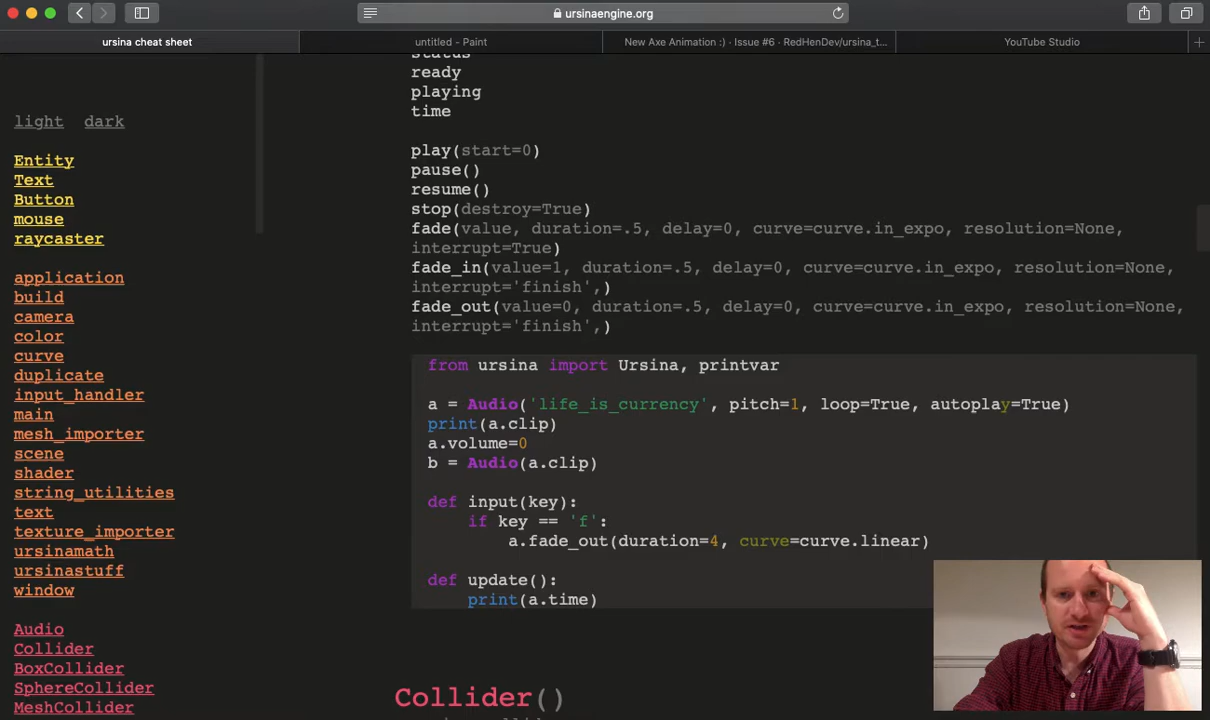 ursinaengine.org
ursina cheat sheet
untitled - Paint
New Axe Animation :) · Issue #6 · RedHenDev/ursina_t...
YouTube Studio
light dark
Entity
Text
Button
mouse
raycaster
application
build
camera
color
curve
duplicate
input_handler
main
mesh_importer
scene
shader
string_utilities
text
texture_importer
ursinamath
ursinastuff
window
Audio
Collider
BoxCollider
SphereCollider
MeshCollider
status
ready
playing
time
play(start=0)
pause()
resume()
stop(destroy=True)
fade(value, duration=.5, delay=0, curve=curve.in_expo, resolution=None,
interrupt=True)
fade_in(value=1, duration=.5, delay=0, curve=curve.in_expo, resolution=None,
interrupt='finish',)
fade_out(value=0, duration=.5, delay=0, curve=curve.in_expo, resolution=None,
interrupt='finish',)
from ursina import Ursina, printvar
a = Audio('life_is_currency', pitch=1, loop=True, autoplay=True)
print(a.clip)
a.volume=0
b = Audio(a.clip)
def input(key):
if key == 'f':
a.fade_out(duration=4, curve=curve.linear)
def update():
print(a.time)
Collider()